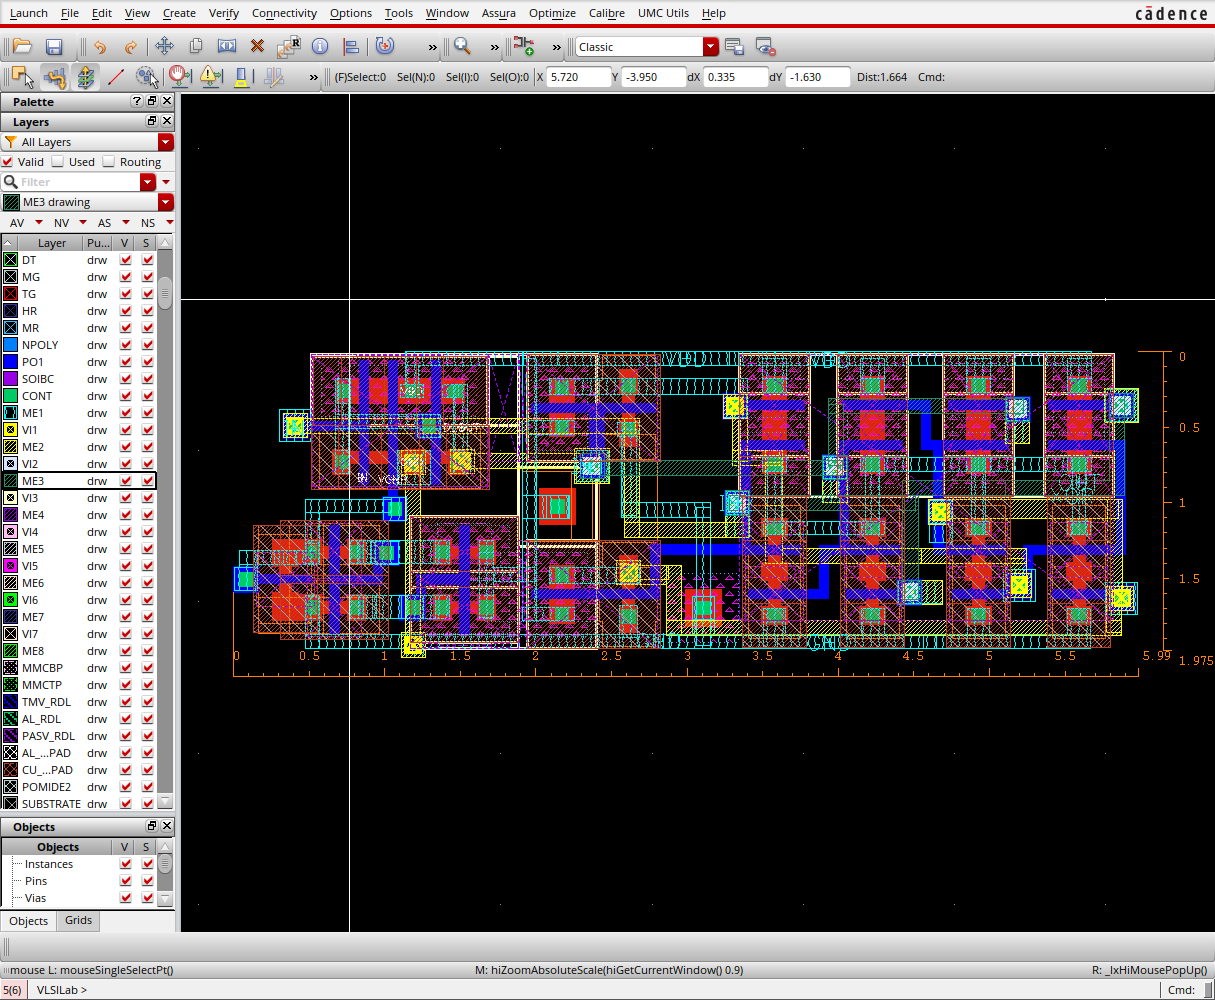 Launch File Edit View Create Verify Connectivity Options Tools Window Assura Optimize Calibre UMC Utils Help
cādence
» » » Classic
» (F)Select:0 Sel(N):0 Sel(I):0 Sel(O):0 X 5.720 Y -3.950 dX 0.335 dY -1.630 Dist:1.664 Cmd:
Palette
Layers
All Layers
Valid Used Routing
Filter
ME3 drawing
AV NV AS NS
Layer Pu... V S
DT drw
MG drw
TG drw
HR drw
MR drw
NPOLY drw
PO1 drw
SOIBC drw
CONT drw
ME1 drw
VI1 drw
ME2 drw
VI2 drw
ME3 drw
VI3 drw
ME4 drw
VI4 drw
ME5 drw
VI5 drw
ME6 drw
VI6 drw
ME7 drw
VI7 drw
ME8 drw
MMCBP drw
MMCTP drw
TMV_RDL drw
AL_RDL drw
PASV_RDL drw
AL_...PAD drw
CU_...PAD drw
POMIDE2 drw
SUBSTRATE drw
0
0.5
1
1.5
1.975
IN VCNT
0 0.5 1 1.5 2 2.5 3 3.5 4 4.5 5 5.5 5.99
Objects
Objects V S
Instances
Pins
Vias
Objects Grids
mouse L: mouseSingleSelectPt() M: hiZoomAbsoluteScale(hiGetCurrentWindow() 0.9) R: _lxHiMousePopUp()
5(6) VLSILab > Cmd: